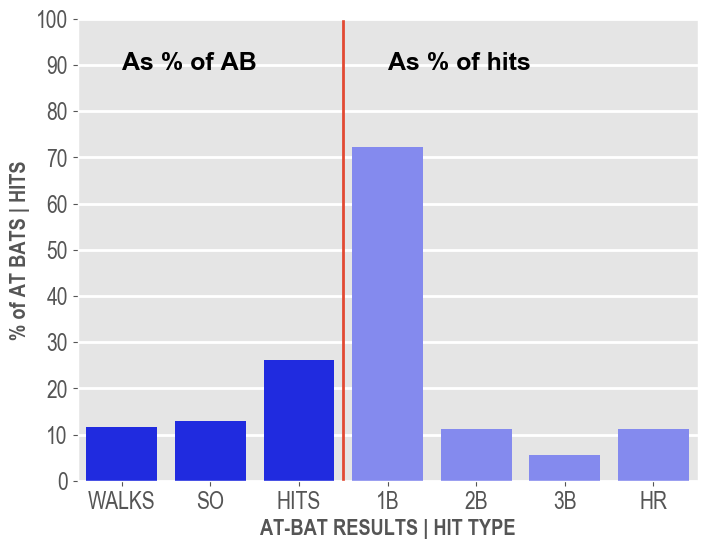 100
90
80
70
60
50
40
30
20
10
0
% of AT BATS | HITS
As % of AB
As % of hits
WALKS SO HITS 1B 2B 3B HR
AT-BAT RESULTS | HIT TYPE